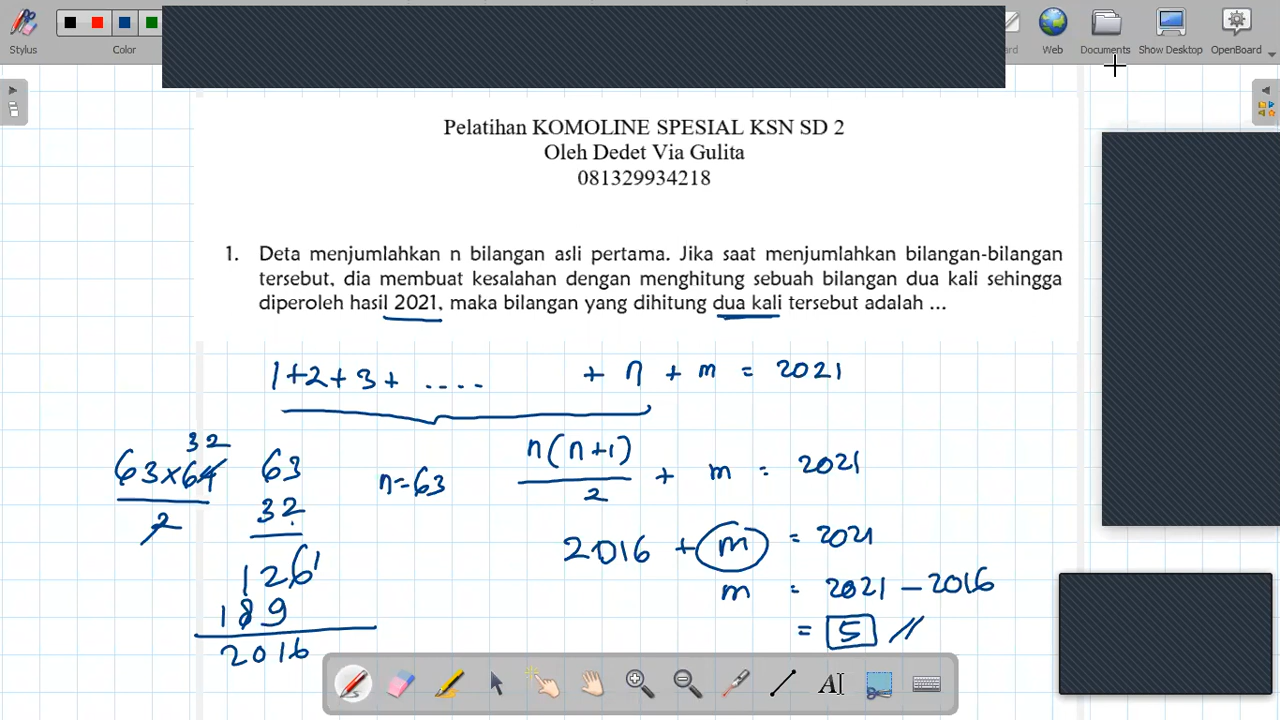 Stylus
Color
Web
Documents
Show Desktop
OpenBoard
Pelatihan KOMOLINE SPESIAL KSN SD 2
Oleh Dedet Via Gulita
081329934218
1. Deta menjumlahkan n bilangan asli pertama. Jika saat menjumlahkan bilangan-bilangan
tersebut, dia membuat kesalahan dengan menghitung sebuah bilangan dua kali sehingga
diperoleh hasil 2021, maka bilangan yang dihitung dua kali tersebut adalah ...
1+2+3+ .... + n + m = 2021
n(n+1)/2 + m = 2021
n=63
63×64/2
32
63
32
126
1
189
2016
2016 + m = 2021
m = 2021 - 2016
= 5 //